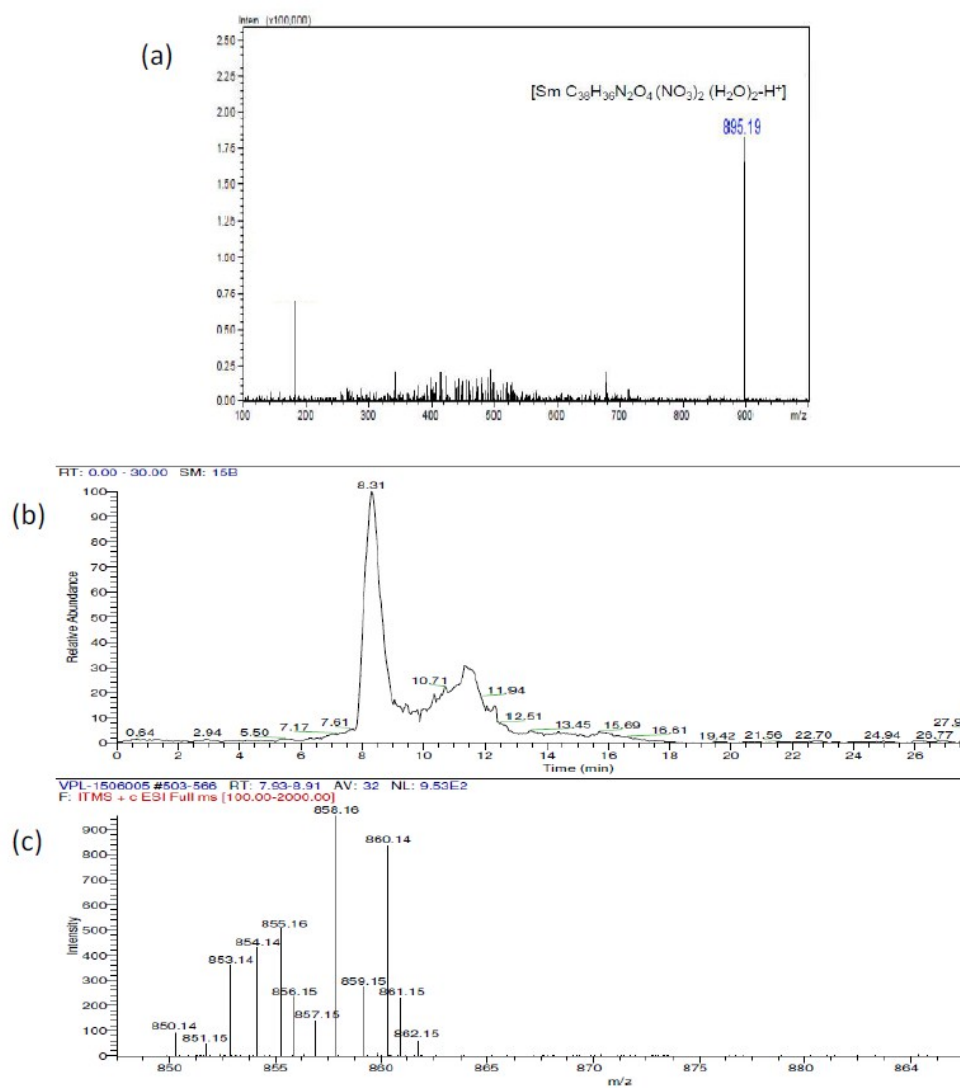 Inten. (x100,000)
(a)
2.50
2.25
2.00
1.75
1.50
1.25
1.00
0.75
0.50
0.25
0.00
[Sm C₃₈H₃₆N₂O₄ (NO₃)₂ (H₂O)₂-H⁺]
895.19
100 200 300 400 500 600 700 800 900 m/z
RT: 0.00 - 30.00 SM: 15B
(b)
Relative Abundance
100
90
80
70
60
50
40
30
20
10
0
8.31
0.64 2.94 5.50 7.17 7.61 10.71 11.94 12.51 13.45 15.69 16.61 19.42 21.56 22.70 24.94 26.77 27.9
0 2 4 6 8 10 12 14 16 18 20 22 24 26
Time (min)
VPL-1506005 #503-566 RT: 7.93-8.91 AV: 32 NL: 9.53E2
F: ITMS + c ESI Full ms [100.00-2000.00]
(c)
Intensity
900
800
700
600
500
400
300
200
100
0
850.14 851.15 853.14 854.14 855.16 856.15 857.15 858.16 859.15 860.14 861.15 862.15
850 855 860 865 870 875 880 864
m/z